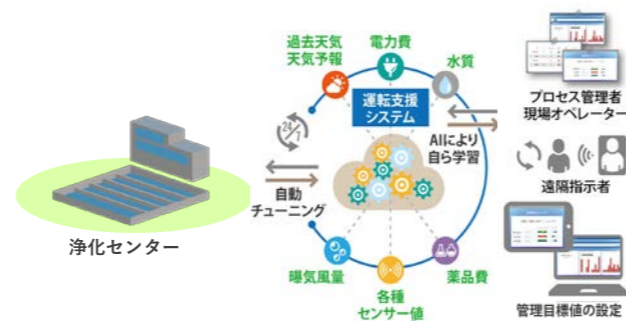 過去天気
天気予報
電力費
水質
運転支援
システム
24/7
AIにより
自ら学習
自動
チューニング
浄化センター
曝気風量
各種
センサー値
薬品費
プロセス管理者
現場オペレーター
遠隔指示者
管理目標値の設定